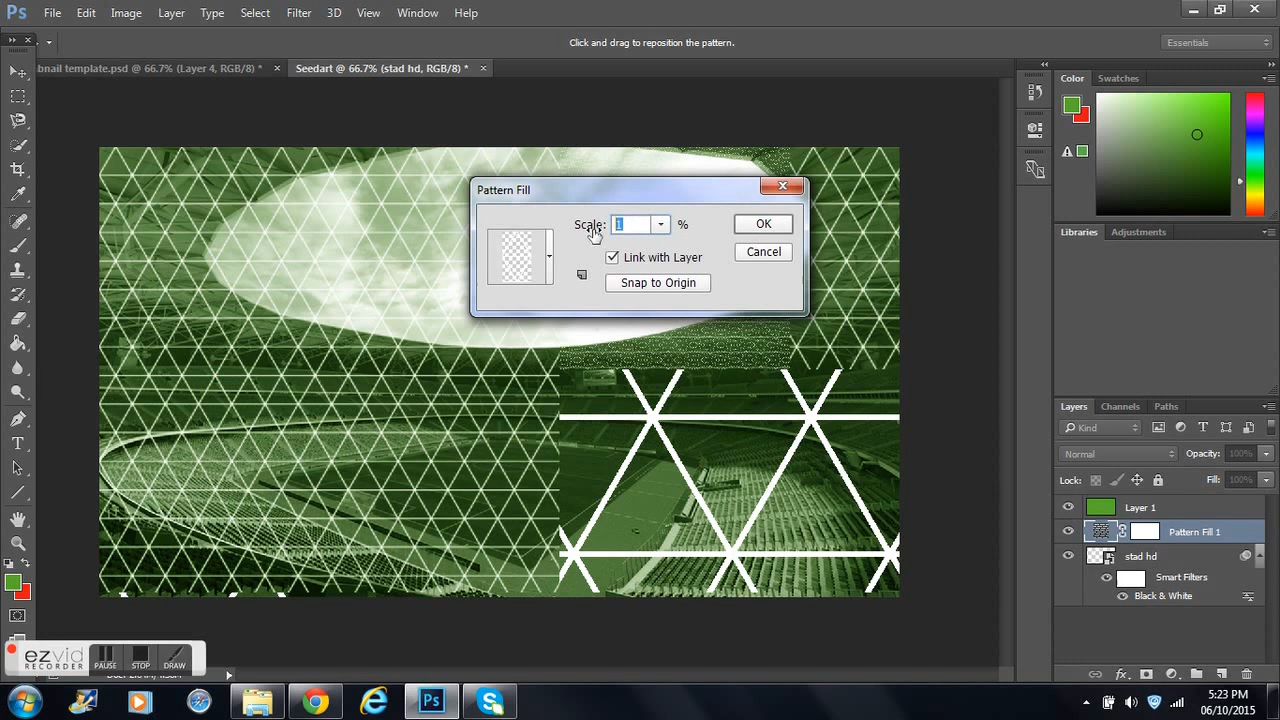 Ps File Edit Image Layer Type Select Filter 3D View Window Help
Click and drag to reposition the pattern.
Essentials
bnail template.psd @ 66.7% (Layer 4, RGB/8) * × Seedart @ 66.7% (stad hd, RGB/8) * ×
Color Swatches
Pattern Fill
Scale: 1 %
OK
Link with Layer
Cancel
Snap to Origin
Libraries Adjustments
Layers Channels Paths
Kind
Normal Opacity: 100%
Lock: Fill: 100%
Layer 1
Pattern Fill 1
stad hd
Smart Filters
Black & White
ezvid
RECORDER
PAUSE STOP DRAW
5:23 PM
06/10/2015